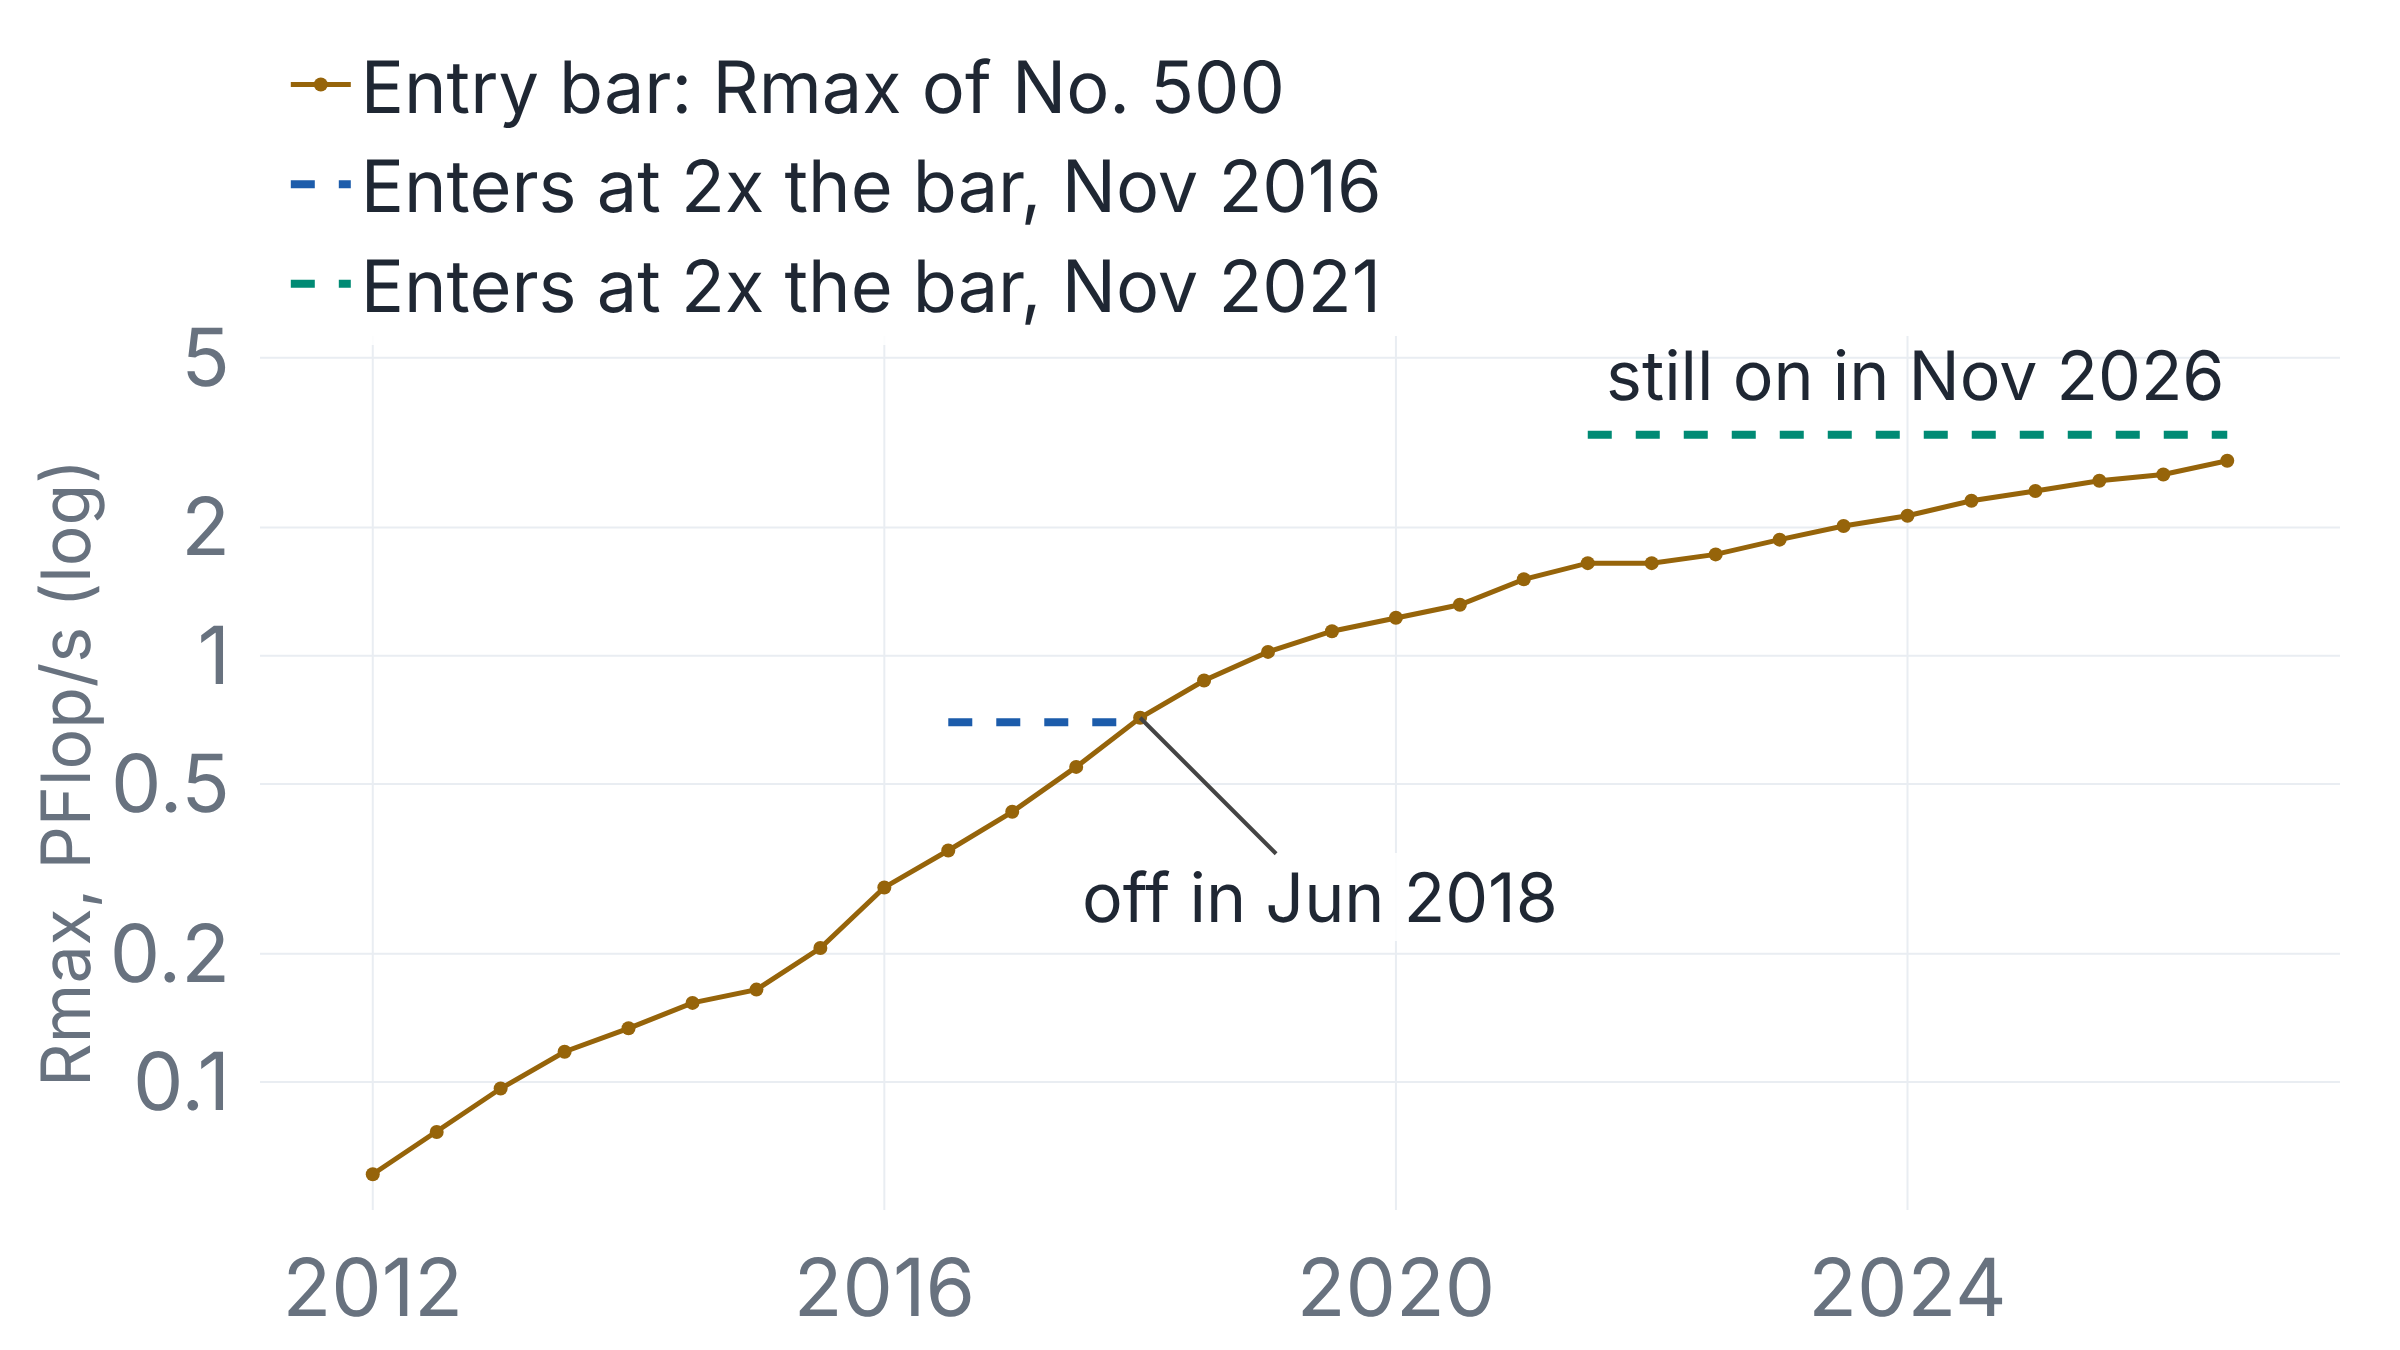 Entry bar: Rmax of No. 500
Enters at 2x the bar, Nov 2016
Enters at 2x the bar, Nov 2021
5
2
1
0.5
0.2
0.1
Rmax, PFlop/s (log)
still on in Nov 2026
off in Jun 2018
2012
2016
2020
2024